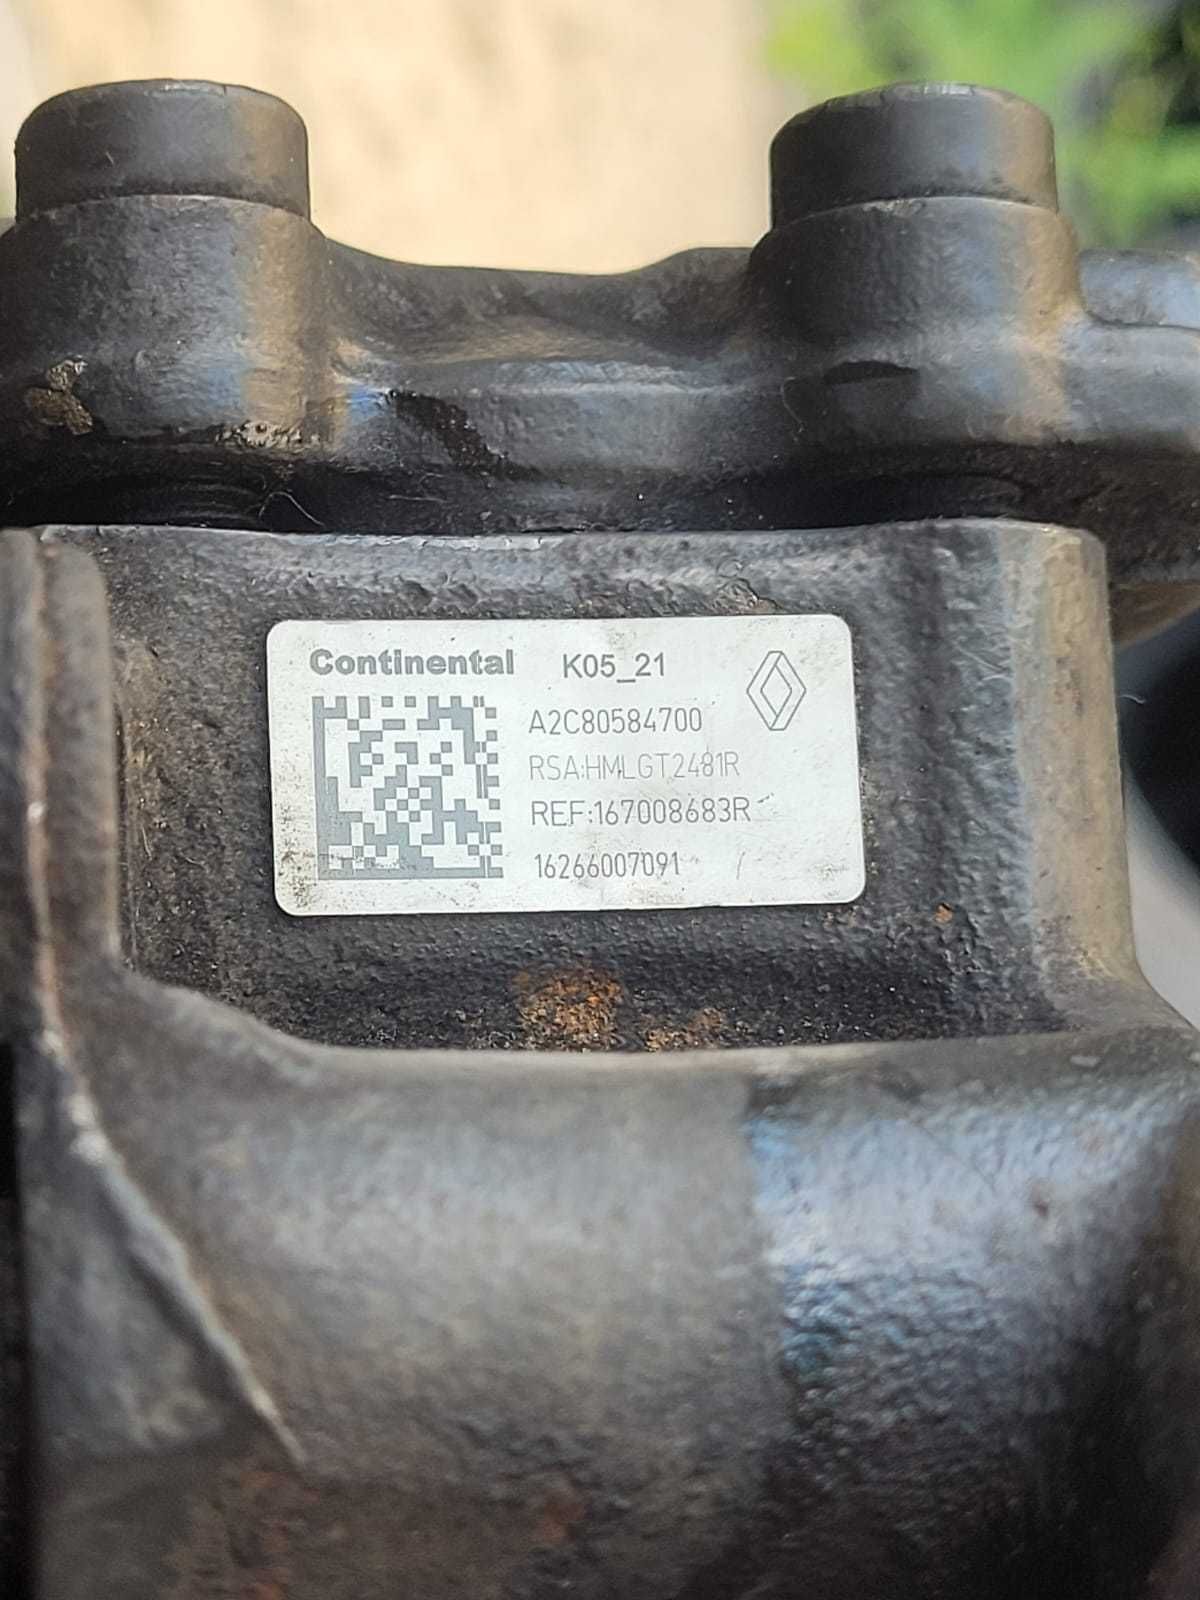 Continental K05_21
A2C80584700
RSA:HMLGT2481R
REF:167008683R
16266007091